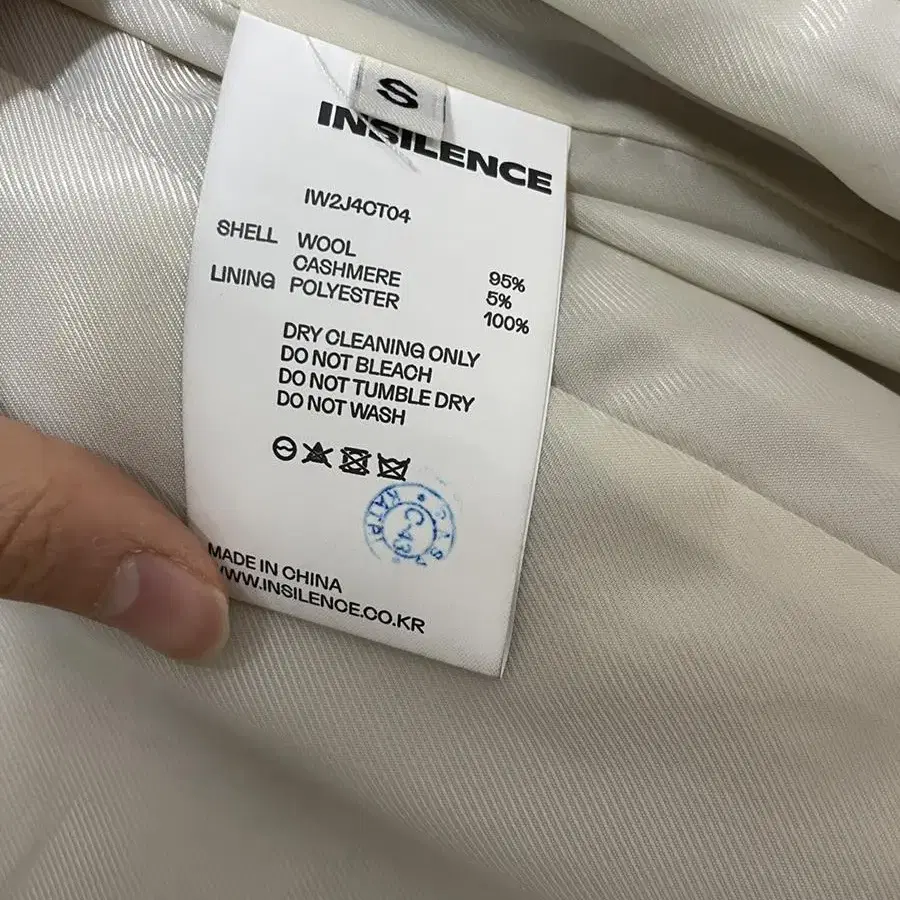 S
INSILENCE
IW2J4CT04
SHELL WOOL 95%
CASHMERE 5%
LINING POLYESTER 100%
DRY CLEANING ONLY
DO NOT BLEACH
DO NOT TUMBLE DRY
DO NOT WASH
MADE IN CHINA
WWW.INSILENCE.CO.KR